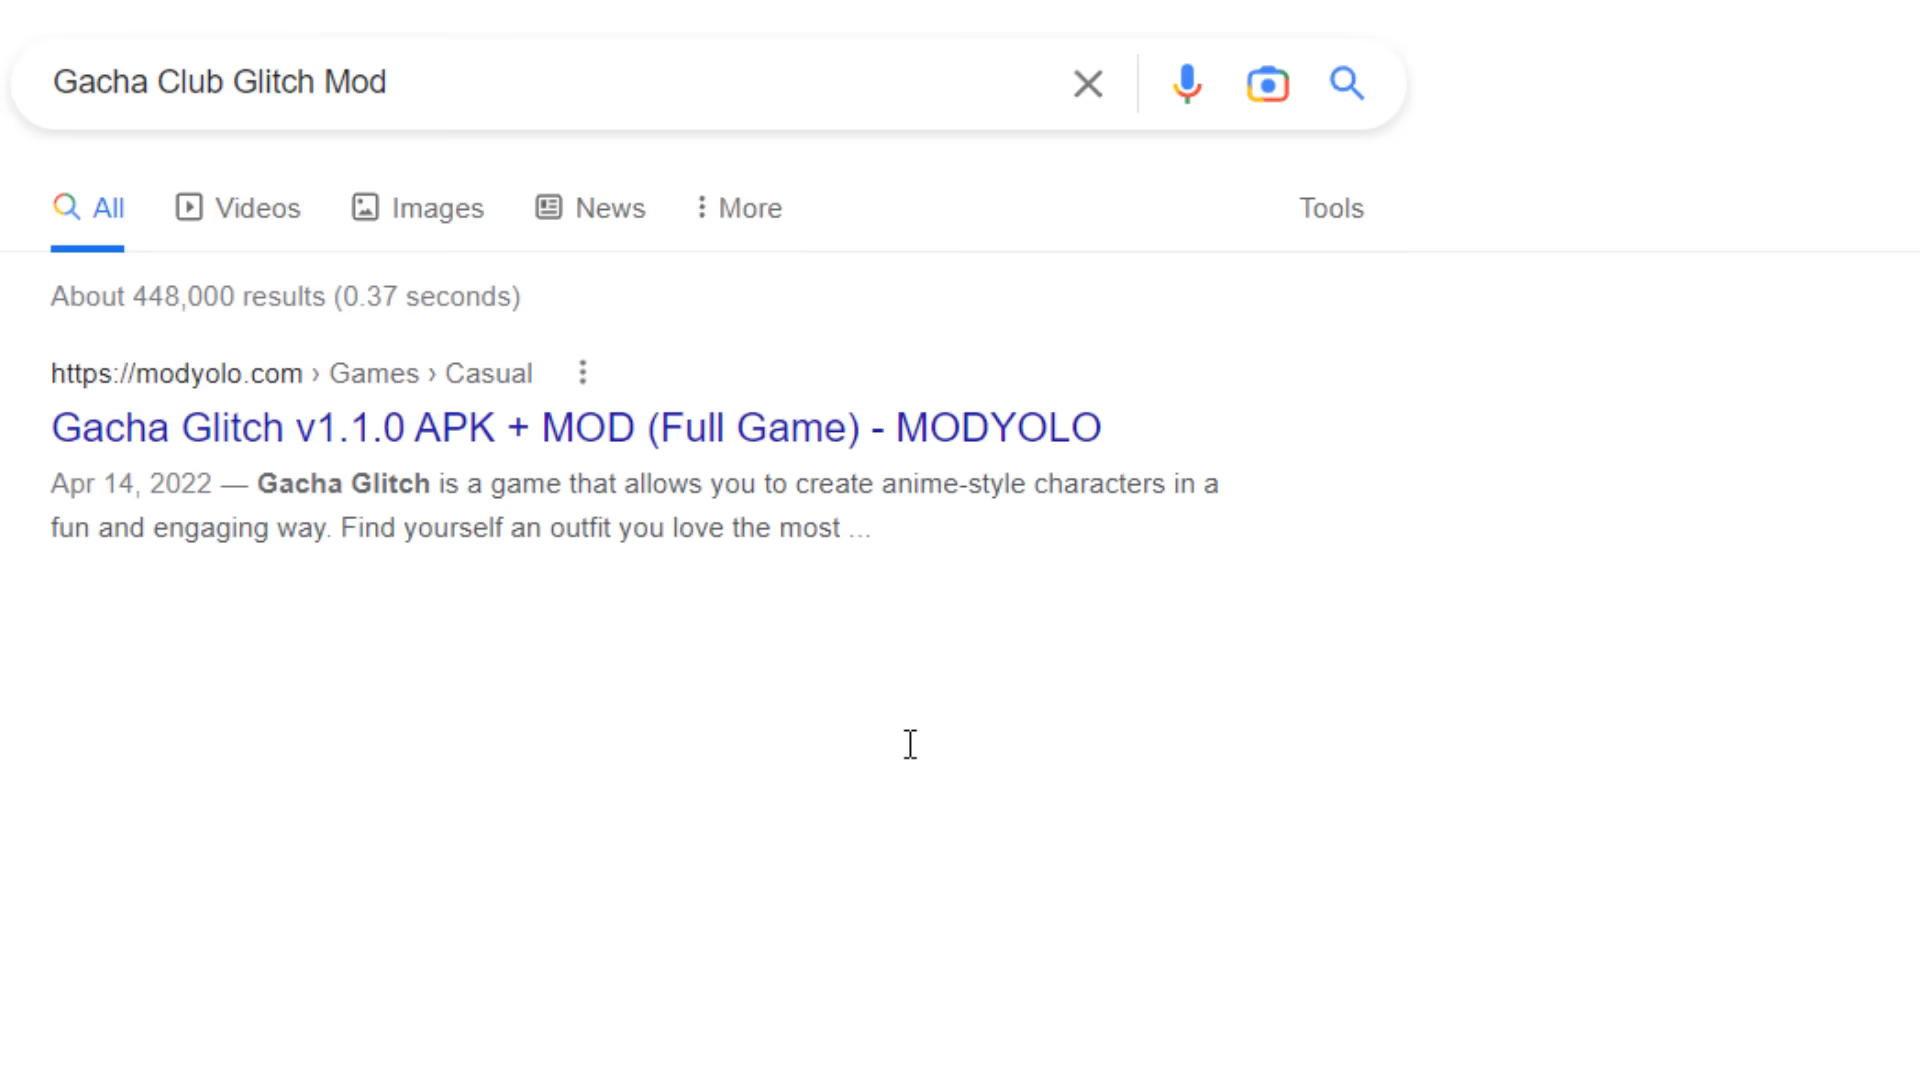 Gacha Club Glitch Mod
All Videos Images News More Tools
About 448,000 results (0.37 seconds)
https://modyolo.com › Games › Casual
Gacha Glitch v1.1.0 APK + MOD (Full Game) - MODYOLO
Apr 14, 2022 — Gacha Glitch is a game that allows you to create anime-style characters in a
fun and engaging way. Find yourself an outfit you love the most ...